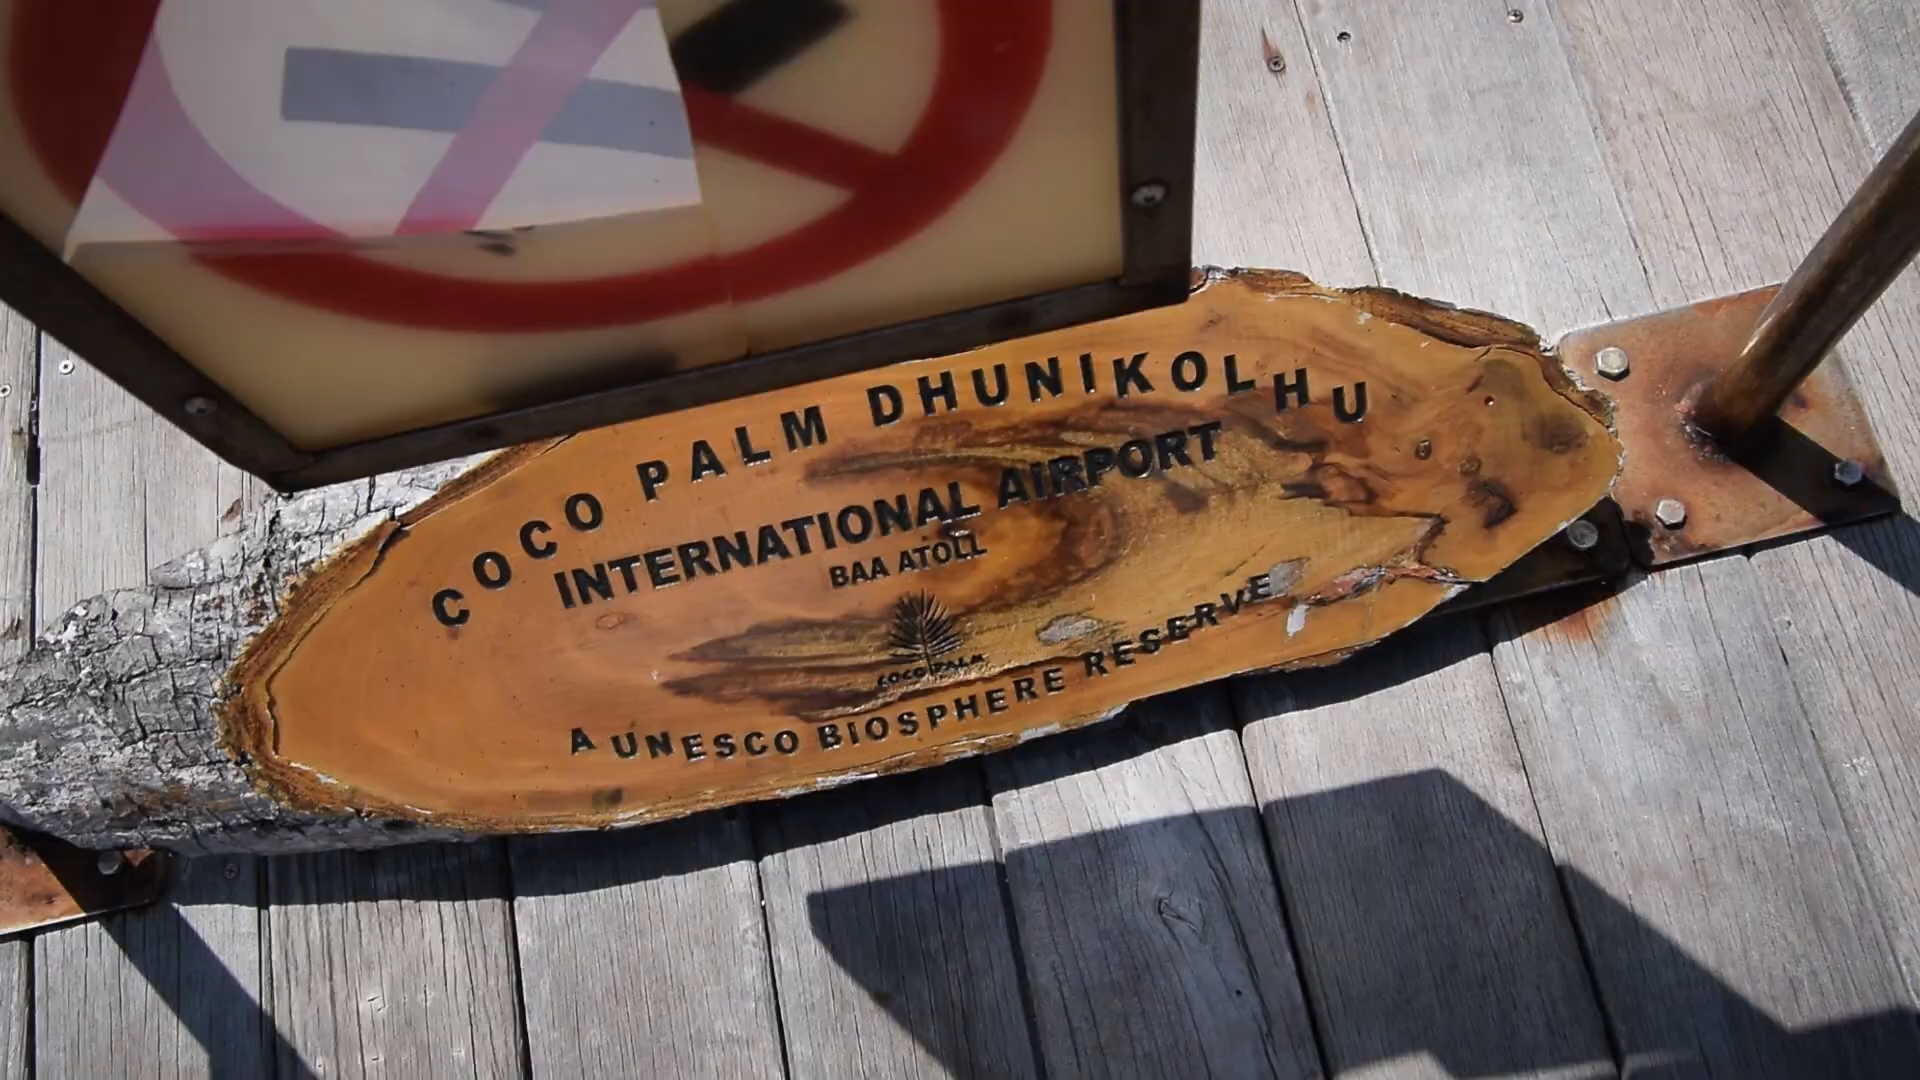 COCO PALM DHUNIKOLHU
INTERNATIONAL AIRPORT
BAA ATOLL
COCO PALM
A UNESCO BIOSPHERE RESERVE